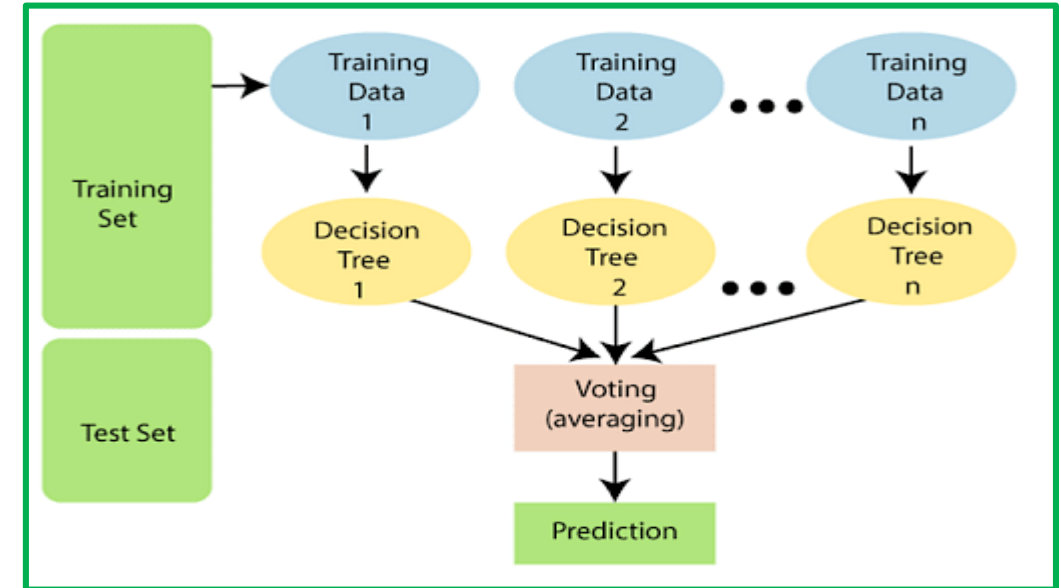 Training
Set
Test Set
Training
Data
1
Training
Data
2
Training
Data
n
Decision
Tree
1
Decision
Tree
2
Decision
Tree
n
Voting
(averaging)
Prediction